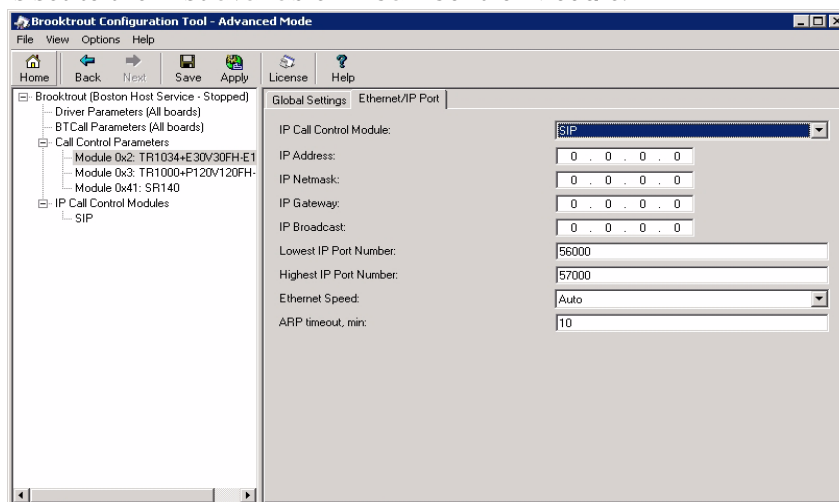 Brooktrout Configuration Tool - Advanced Mode
File View Options Help
Home Back Next Save Apply License Help
Brooktrout (Boston Host Service - Stopped)
Driver Parameters (All boards)
BTCall Parameters (All boards)
Call Control Parameters
Module 0x2: TR1034+E30V30FH-E1
Module 0x3: TR1000+P120V120FH-
Module 0x41: SR140
IP Call Control Modules
SIP
Global Settings Ethernet/IP Port
IP Call Control Module: SIP
IP Address: 0 . 0 . 0 . 0
IP Netmask: 0 . 0 . 0 . 0
IP Gateway: 0 . 0 . 0 . 0
IP Broadcast: 0 . 0 . 0 . 0
Lowest IP Port Number: 56000
Highest IP Port Number: 57000
Ethernet Speed: Auto
ARP timeout, min: 10